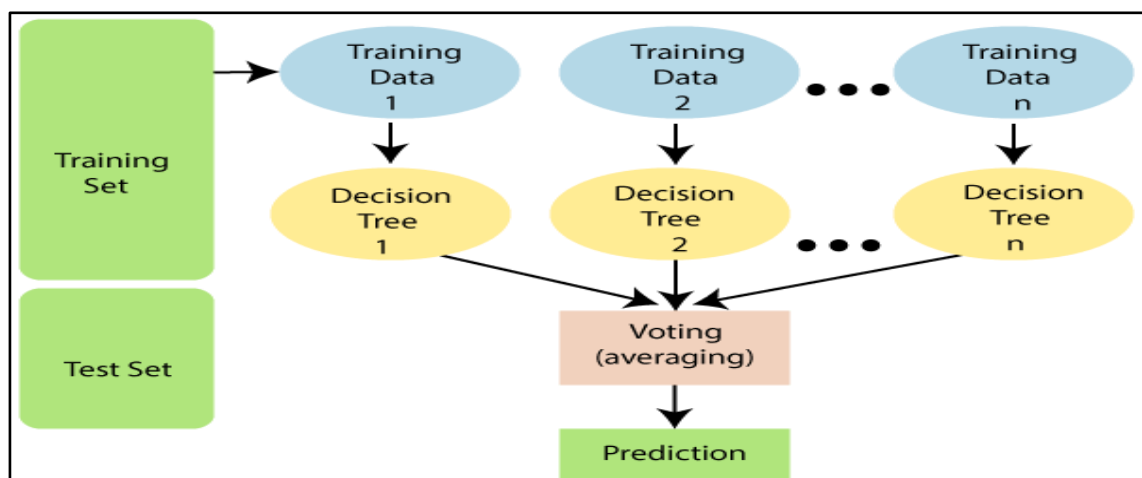 Training
Set
Test Set
Training
Data
1
Training
Data
2
Training
Data
n
Decision
Tree
1
Decision
Tree
2
Decision
Tree
n
Voting
(averaging)
Prediction